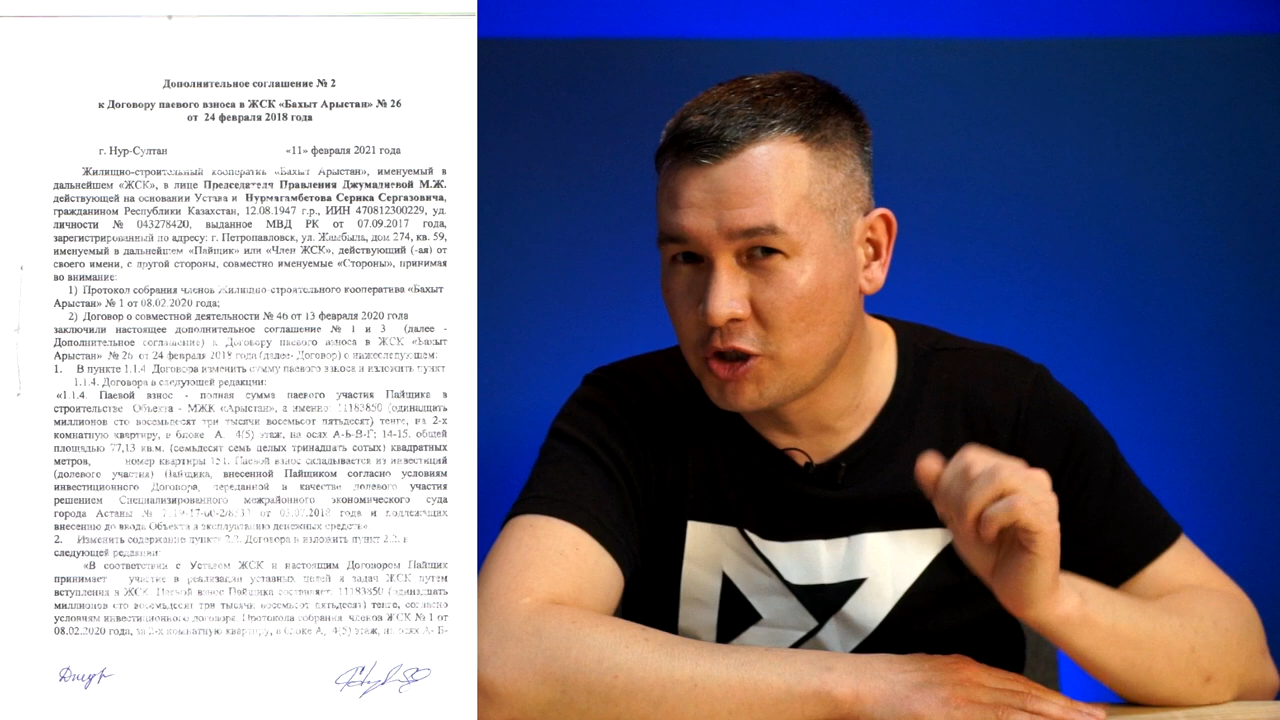 Дополнительное соглашение № 2
к Договору паевого взноса в ЖСК «Бахыт Арыстан» № 26
от 24 февраля 2018 года
г. Нур-Султан «11» февраля 2021 года
Жилищно-строительный кооператив «Бахыт Арыстан», именуемый в
дальнейшем «ЖСК», в лице Председателя Правления Джумадиевой М.Ж.
действующей на основании Устава и Нурмагамбетова Серика Сергазовича,
гражданином Республики Казахстан, 12.08.1947 г.р., ИИН 470812300229, уд.
личности № 043278420, выданное МВД РК от 07.09.2017 года,
зарегистрированный по адресу: г. Петропавловск, ул. Жамбыла, дом 274, кв. 59,
именуемый в дальнейшем «Пайщик» или «Член ЖСК», действующий (-ая) от
своего имени, с другой стороны, совместно именуемые «Стороны», принимая
во внимание:
1) Протокол собрания членов Жилищно-строительного кооператива «Бахыт
Арыстан» № 1 от 08.02.2020 года;
2) Договор о совместной деятельности № 46 от 13 февраля 2020 года
заключили настоящее дополнительное соглашение № 1 и 3 (далее -
Дополнительное соглашение) к Договору паевого взноса в ЖСК «Бахыт
Арыстан» № 26 от 24 февраля 2018 года (далее- Договор) о нижеследующем:
1. В пункте 1.1.4 Договора изменить сумму паевого взноса и изложить пункт
1.1.4. Договора в следующей редакции:
«1.1.4. Паевой взнос - полная сумма паевого участия Пайщика в
строительстве Объекта - МЖК «Арыстан», а именно: 11183850 (одинадцать
миллионов сто восемьдесят три тысячи восемьсот пятьдесят) тенге, на 2-х
комнатную квартиру, в блоке А, 4(5) этаж, на осях А-Б-В-Г; 14-15, общей
площадью 77,13 кв.м. (семьдесят семь целых тринадцать сотых) квадратных
метров, номер квартиры 151. Паевой взнос складывается из инвестиций
(долевого участия) Пайщика, внесенной Пайщиком согласно условиям
инвестиционного Договора, переданной в качестве долевого участия
решением Специализированного межрайонного экономического суда
города Астаны № от 2018 года и подлежащих
внесению до ввода Объекта в эксплуатацию денежных средств»
2. Изменить содержание пункта 2.2. Договора и изложить пункт 2.2. в
следующей редакции:
«В соответствии с Уставом ЖСК и настоящим Договором Пайщик
принимает участие в реализации уставных целей и задач ЖСК путем
вступления в ЖСК. Паевой взнос Пайщика составляет 11183850 (одинадцать
миллионов сто восемьдесят три тысячи восемьсот пятьдесят) тенге, согласно
условиям инвестиционного договора, Протокола собрания членов ЖСК № 1 от
08.02.2020 года, за 2-х комнатную квартиру, в блоке А, 4(5) этаж, на осях А- Б-